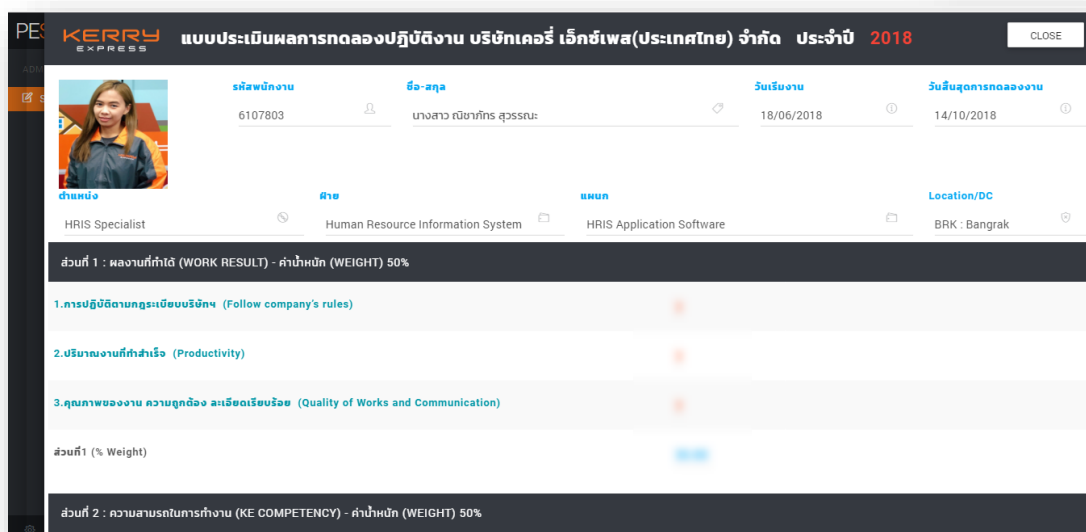 PES
KERRY
EXPRESS
แบบประเมินผลการทดลองปฏิบัติงาน บริษัทเคอรี่ เอ็กซ์เพส(ประเทศไทย) จำกัด ประจำปี 2018
CLOSE
ADM
S
รหัสพนักงาน ชื่อ-สกุล วันเริ่มงาน วันสิ้นสุดการทดลองงาน
6107803 นางสาว ณิชาภัทร สุวรรณะ 18/06/2018 14/10/2018
ตำแหน่ง ฝ่าย แผนก Location/DC
HRIS Specialist Human Resource Information System HRIS Application Software BRK : Bangrak
ส่วนที่ 1 : ผลงานที่ทำได้ (WORK RESULT) - ค่าน้ำหนัก (WEIGHT) 50%
1.การปฏิบัติตามกฎระเบียบบริษัทฯ (Follow company's rules)
2.ปริมาณงานที่ทำสำเร็จ (Productivity)
3.คุณภาพของงาน ความถูกต้อง ละเอียดเรียบร้อย (Quality of Works and Communication)
ส่วนที่1 (% Weight)
ส่วนที่ 2 : ความสามารถในการทำงาน (KE COMPETENCY) - ค่าน้ำหนัก (WEIGHT) 50%